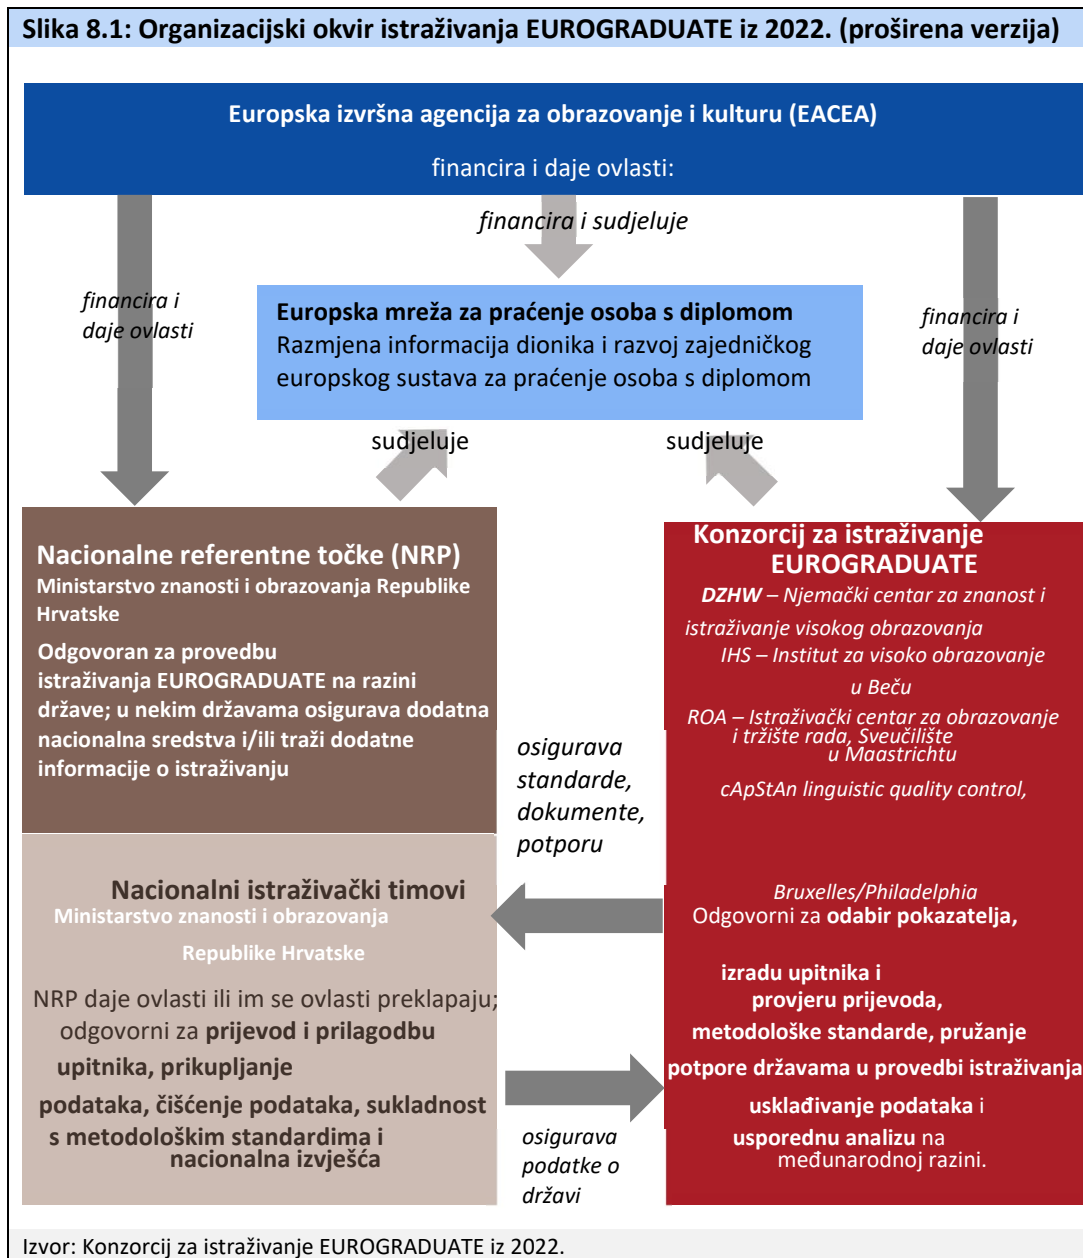 Slika 8.1: Organizacijski okvir istraživanja EUROGRADUATE iz 2022. (proširena verzija)
Europska izvršna agencija za obrazovanje i kulturu (EACEA)
financira i daje ovlasti:
financira i sudjeluje
financira i
daje ovlasti
Europska mreža za praćenje osoba s diplomom
Razmjena informacija dionika i razvoj zajedničkog
europskog sustava za praćenje osoba s diplomom
financira i
daje ovlasti
sudjeluje
sudjeluje
Nacionalne referentne točke (NRP)
Ministarstvo znanosti i obrazovanja Republike
Hrvatske
Odgovoran za provedbu
istraživanja EUROGRADUATE na razini
države; u nekim državama osigurava dodatna
nacionalna sredstva i/ili traži dodatne
informacije o istraživanju
Nacionalni istraživački timovi
Ministarstvo znanosti i obrazovanja
Republike Hrvatske
NRP daje ovlasti ili im se ovlasti preklapaju;
odgovorni za prijevod i prilagodbu
upitnika, prikupljanje
podataka, čišćenje podataka, sukladnost
s metodološkim standardima i
nacionalna izvješća
osigurava
standarde,
dokumente,
potporu
osigurava
podatke o
državi
Konzorcij za istraživanje
EUROGRADUATE
DZHW – Njemački centar za znanost i
istraživanje visokog obrazovanja
IHS – Institut za visoko obrazovanje
u Beču
ROA – Istraživački centar za obrazovanje
i tržište rada, Sveučilište
u Maastrichtu
cApStAn linguistic quality control,
Bruxelles/Philadelphia
Odgovorni za odabir pokazatelja,
izradu upitnika i
provjeru prijevoda,
metodološke standarde, pružanje
potpore državama u provedbi istraživanja
usklađivanje podataka i
usporednu analizu na
međunarodnoj razini.
Izvor: Konzorcij za istraživanje EUROGRADUATE iz 2022.